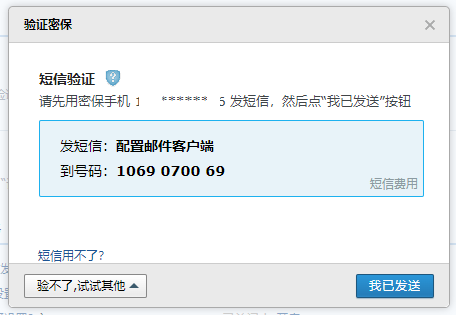 验证密保
短信验证
请先用密保手机 1 ****** 6 发短信，然后点“我已发送”按钮
发短信：配置邮件客户端
到号码：1069 0700 69
短信费用
短信用不了?
验不了,试试其他
我已发送